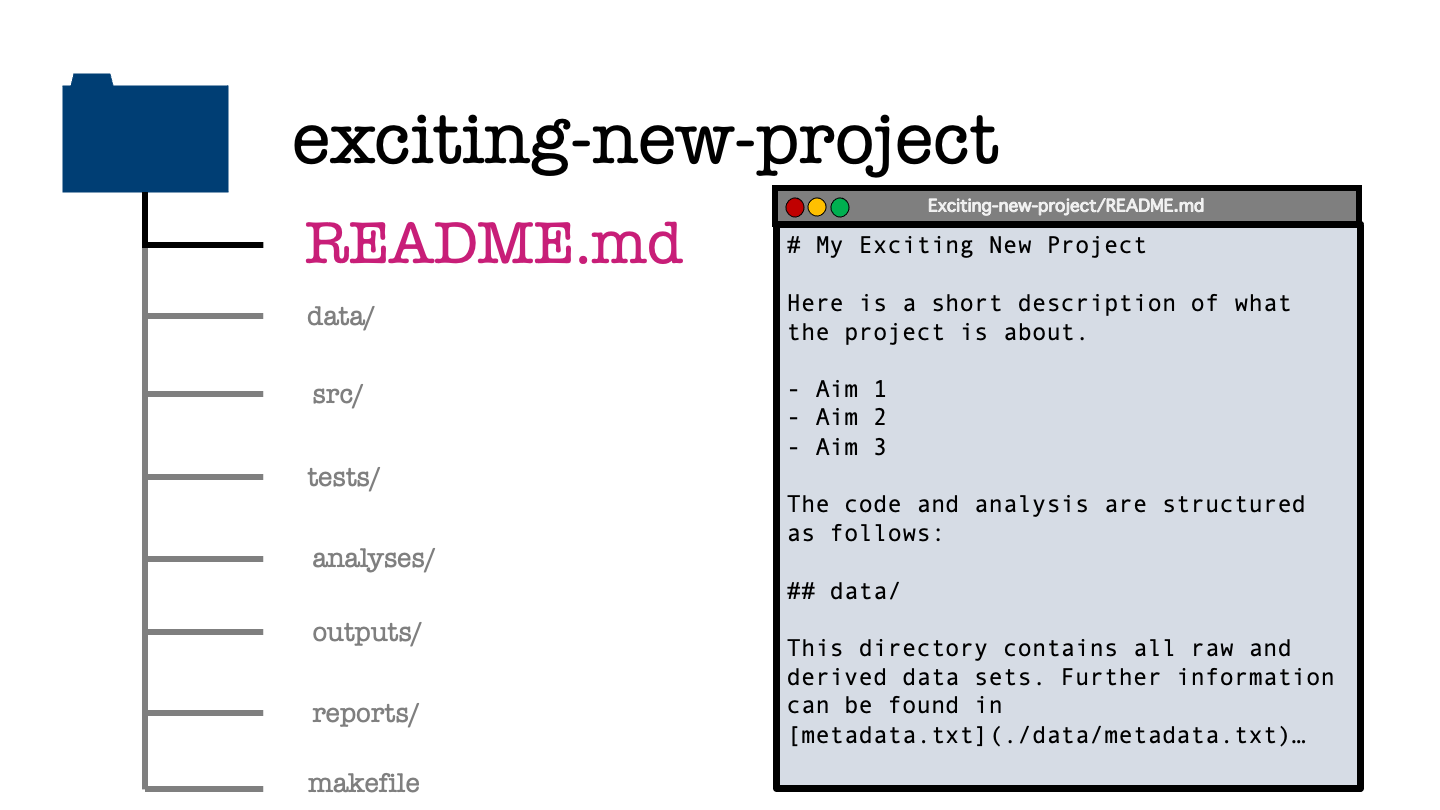 exciting-new-project
README.md
data/
src/
tests/
analyses/
outputs/
reports/
makefile
Exciting-new-project/README.md
# My Exciting New Project
Here is a short description of what
the project is about.
- Aim 1
- Aim 2
- Aim 3
The code and analysis are structured
as follows:
## data/
This directory contains all raw and
derived data sets. Further information
can be found in
[metadata.txt](./data/metadata.txt)…